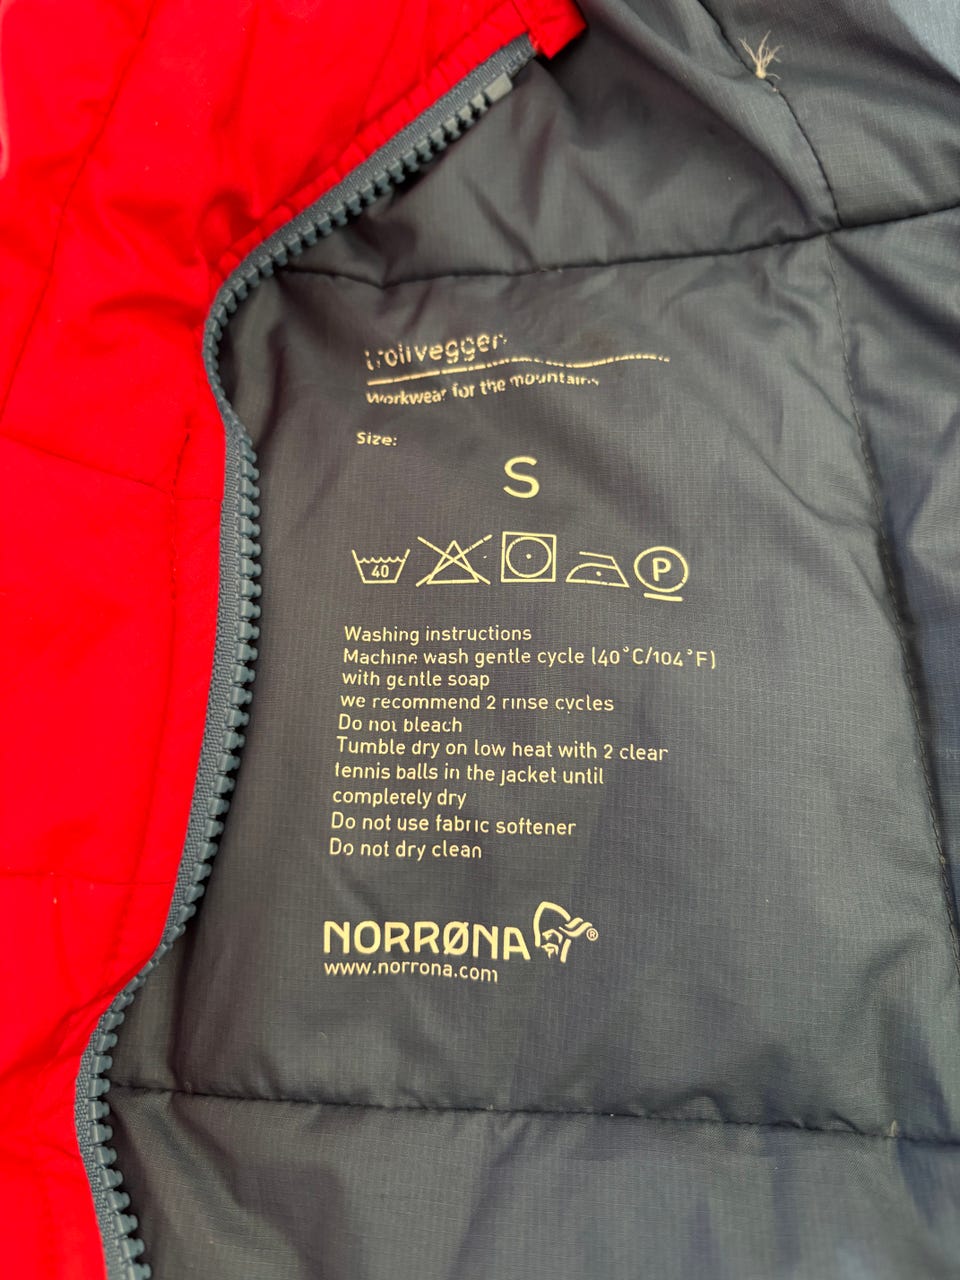 trollveggen
workwear for the mountains
Size:
S
40
P
Washing instructions
Machine wash gentle cycle (40°C/104°F)
with gentle soap
we recommend 2 rinse cycles
Do not bleach
Tumble dry on low heat with 2 clear
tennis balls in the jacket until
completely dry
Do not use fabric softener
Do not dry clean
NORRØNA®
www.norrona.com